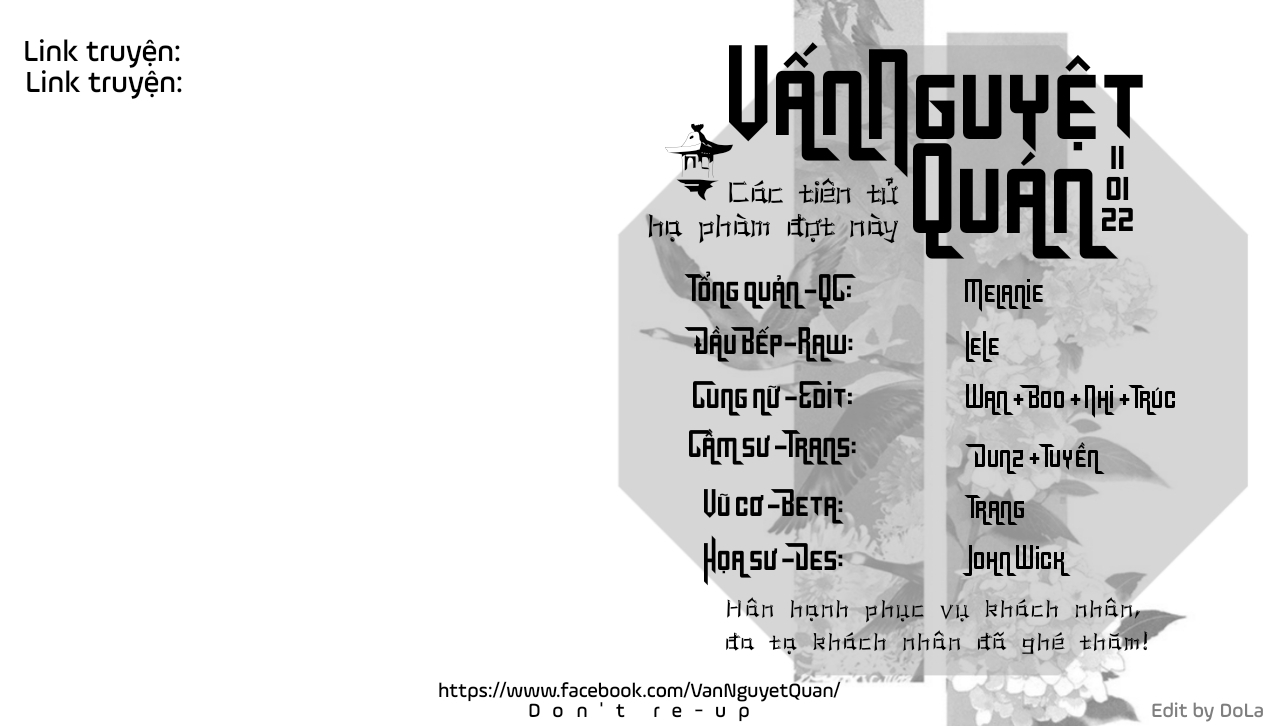 Link truyện:
Link truyện:
VẤN NGUYỆT
QUÁN
11
01
22
Các tiên tử
hạ phàm đợt này
TỔNG QUẢN - QC: MELANIE
ĐẦU BẾP - RAW: LELE
CUNG NỮ - EDIT: WAN + BOO + NHI + TRÚC
CẦM SƯ - TRANS: DUNZ + TUYỀN
VŨ CƠ - BETA: TRANG
HỌA SƯ - DES: JOHN WICK
Hân hạnh phục vụ khách nhân,
đa tạ khách nhân đã ghé thăm!
https://www.facebook.com/VanNguyetQuan/
Don't re-up
Edit by DoLa